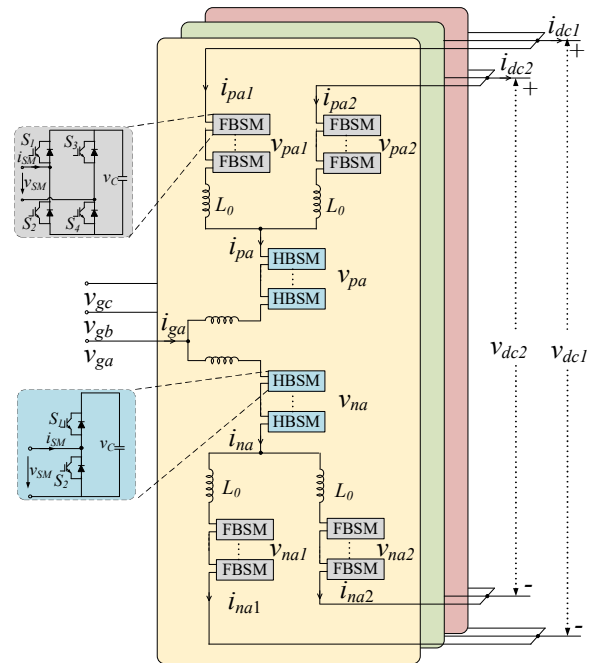 i_dc1
+
i_dc2
+
i_pa1
i_pa2
FBSM
v_pa1
FBSM
v_pa2
FBSM
FBSM
S_1
S_3
i_SM
v_SM
v_C
S_2
S_4
L_0
L_0
i_pa
HBSM
v_pa
HBSM
v_gc
v_gb
v_ga
i_ga
v_dc2
v_dc1
HBSM
v_na
HBSM
S_1
i_SM
v_C
v_SM
S_2
i_na
L_0
L_0
FBSM
v_na1
FBSM
v_na2
FBSM
FBSM
i_na1
i_na2
-
-